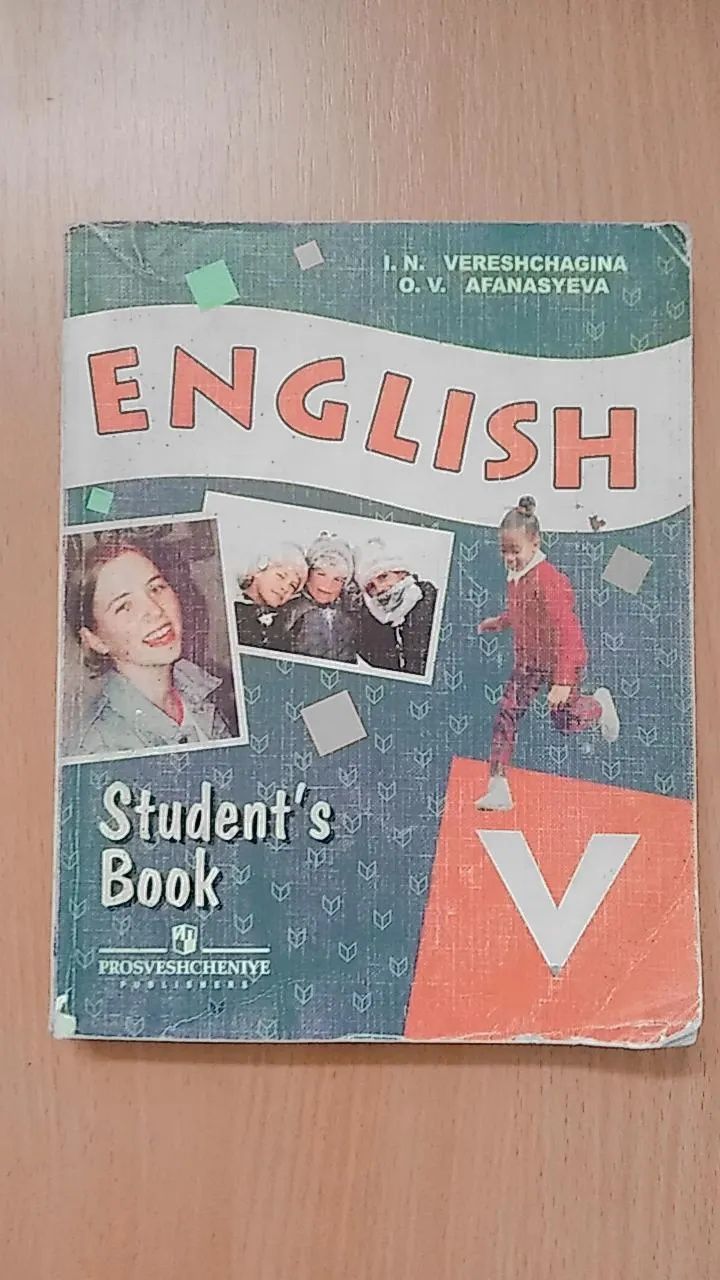 I. N. VERESHCHAGINA
O. V. AFANASYEVA
ENGLISH
Student's
Book
V
PROSVESHCHENIYE
PUBLISHERS